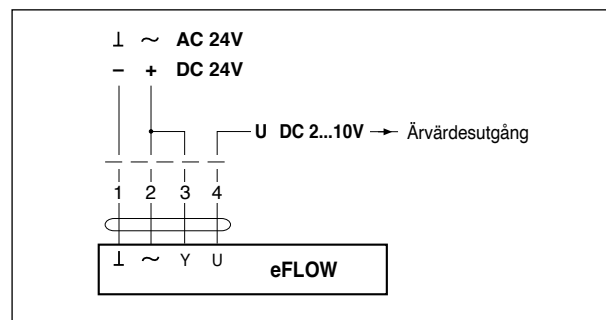 ⊥ ~ AC 24V
– + DC 24V
U DC 2...10V → Ärvärdesutgång
1 2 3 4
⊥ ~ Y U eFLOW